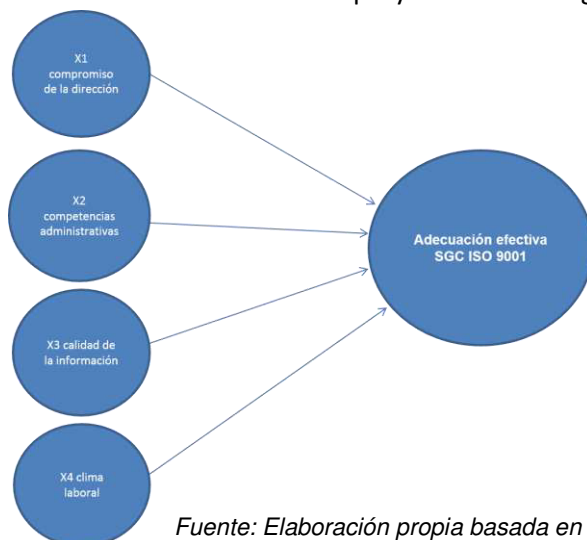 X1
compromiso
de la dirección
X2
competencias
administrativas
X3 calidad de
la información
X4 clima
laboral
Adecuación efectiva
SGC ISO 9001
Fuente: Elaboración propia basada en